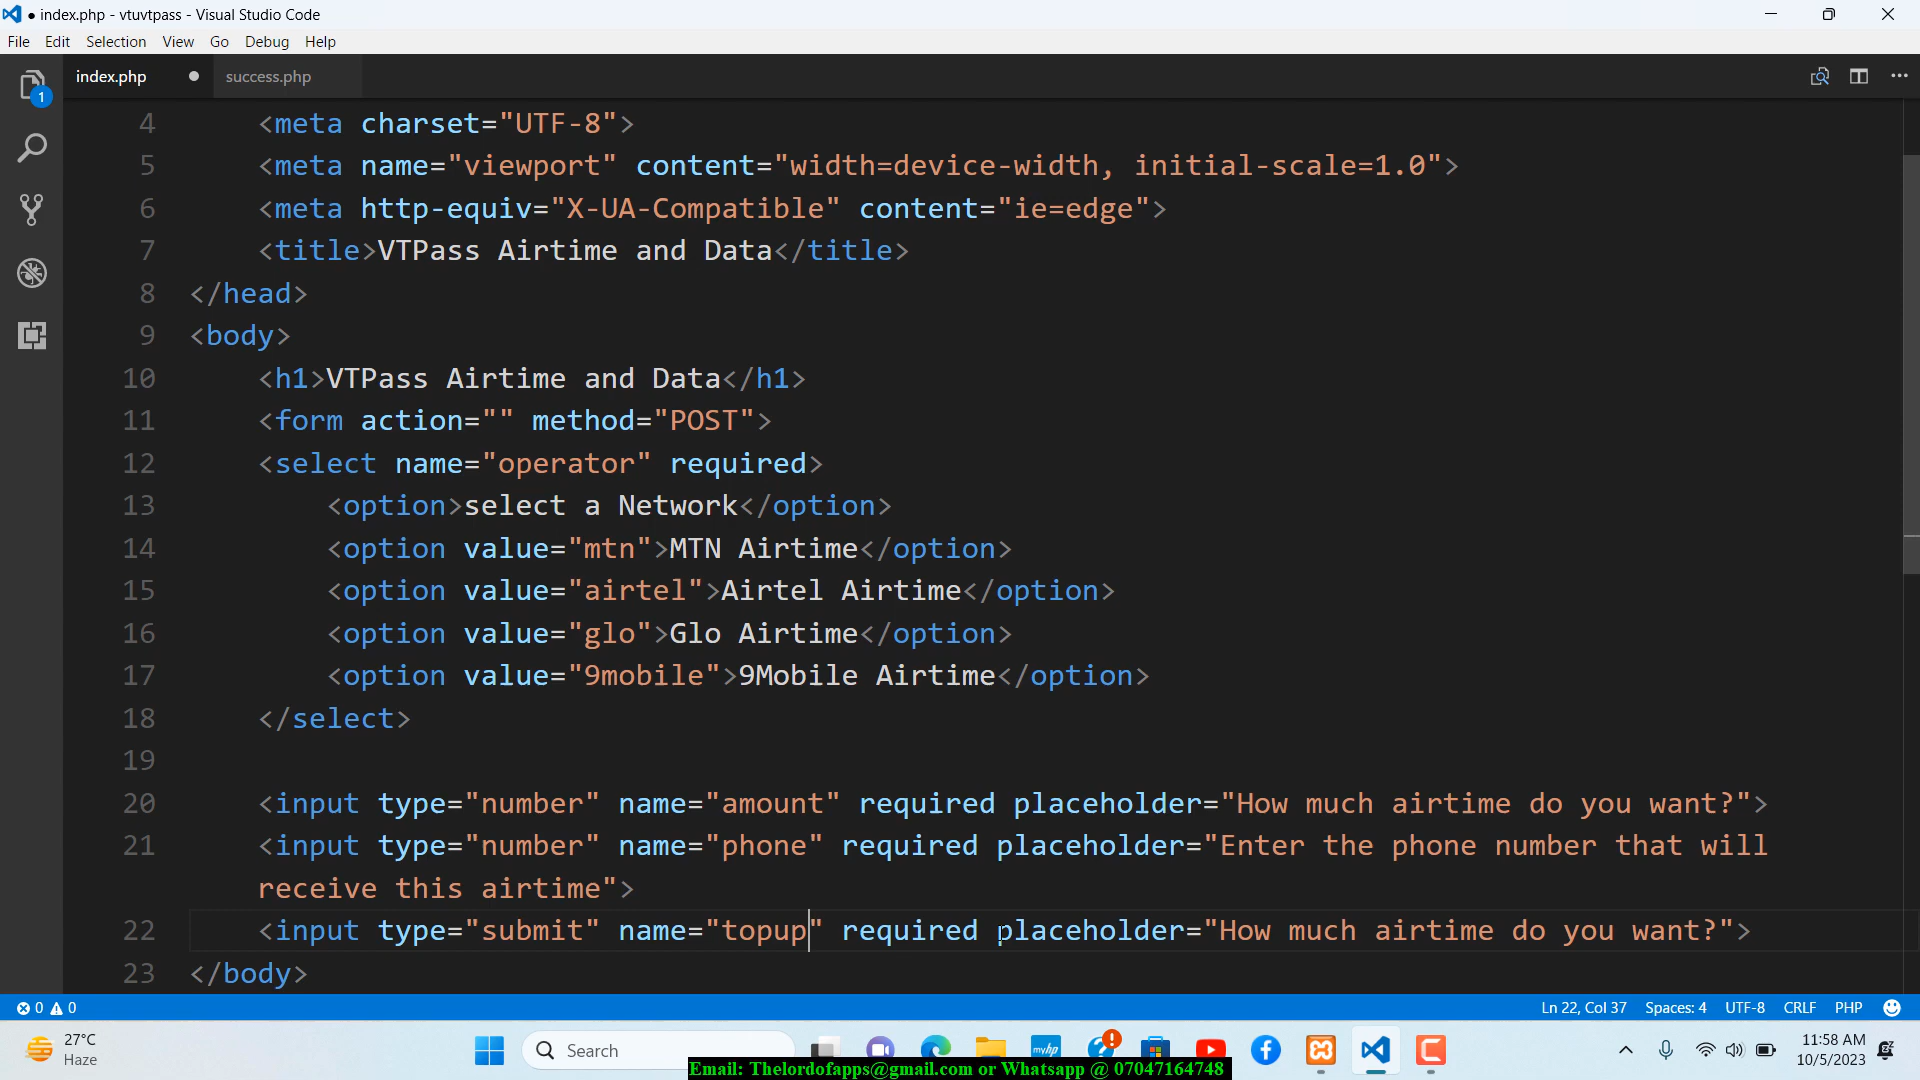 ● index.php - vtuvtpass - Visual Studio Code
File Edit Selection View Go Debug Help
index.php ● success.php
1
4 <meta charset="UTF-8">
5 <meta name="viewport" content="width=device-width, initial-scale=1.0">
6 <meta http-equiv="X-UA-Compatible" content="ie=edge">
7 <title>VTPass Airtime and Data</title>
8 </head>
9 <body>
10 <h1>VTPass Airtime and Data</h1>
11 <form action="" method="POST">
12 <select name="operator" required>
13 <option>select a Network</option>
14 <option value="mtn">MTN Airtime</option>
15 <option value="airtel">Airtel Airtime</option>
16 <option value="glo">Glo Airtime</option>
17 <option value="9mobile">9Mobile Airtime</option>
18 </select>
19
20 <input type="number" name="amount" required placeholder="How much airtime do you want?">
21 <input type="number" name="phone" required placeholder="Enter the phone number that will
receive this airtime">
22 <input type="submit" name="topup" required placeholder="How much airtime do you want?">
23 </body>
0 0 Ln 22, Col 37 Spaces: 4 UTF-8 CRLF PHP
27°C
Haze
Search
myhp
11:58 AM
10/5/2023
Email: Thelordofapps@gmail.com or Whatsapp @ 07047164748